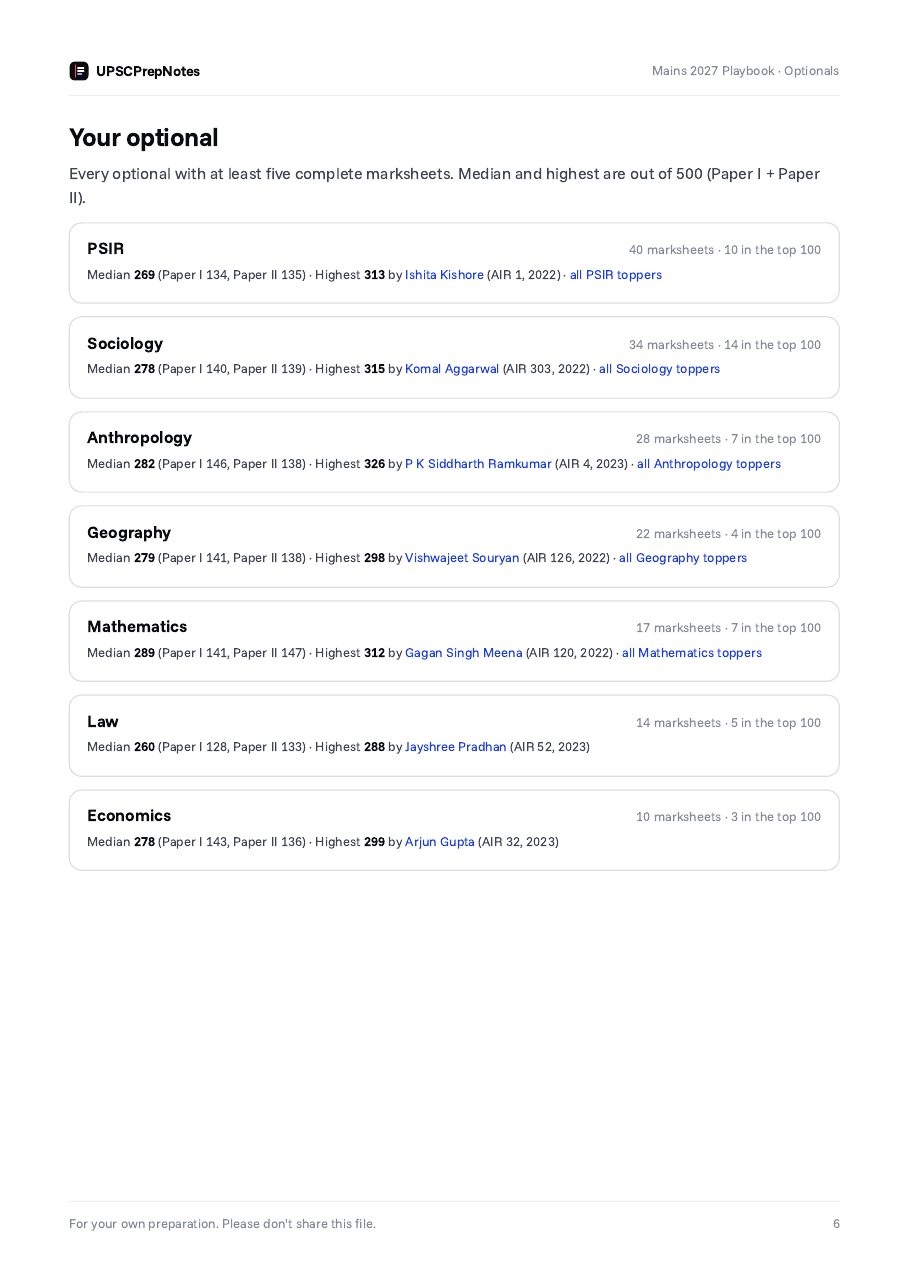 UPSCPrepNotes
Mains 2027 Playbook · Optionals
Your optional
Every optional with at least five complete marksheets. Median and highest are out of 500 (Paper I + Paper
II).
PSIR
40 marksheets · 10 in the top 100
Median 269 (Paper I 134, Paper II 135) · Highest 313 by Ishita Kishore (AIR 1, 2022) · all PSIR toppers
Sociology
34 marksheets · 14 in the top 100
Median 278 (Paper I 140, Paper II 139) · Highest 315 by Komal Aggarwal (AIR 303, 2022) · all Sociology toppers
Anthropology
28 marksheets · 7 in the top 100
Median 282 (Paper I 146, Paper II 138) · Highest 326 by P K Siddharth Ramkumar (AIR 4, 2023) · all Anthropology toppers
Geography
22 marksheets · 4 in the top 100
Median 279 (Paper I 141, Paper II 138) · Highest 298 by Vishwajeet Souryan (AIR 126, 2022) · all Geography toppers
Mathematics
17 marksheets · 7 in the top 100
Median 289 (Paper I 141, Paper II 147) · Highest 312 by Gagan Singh Meena (AIR 120, 2022) · all Mathematics toppers
Law
14 marksheets · 5 in the top 100
Median 260 (Paper I 128, Paper II 133) · Highest 288 by Jayshree Pradhan (AIR 52, 2023)
Economics
10 marksheets · 3 in the top 100
Median 278 (Paper I 143, Paper II 136) · Highest 299 by Arjun Gupta (AIR 32, 2023)
For your own preparation. Please don't share this file.
6